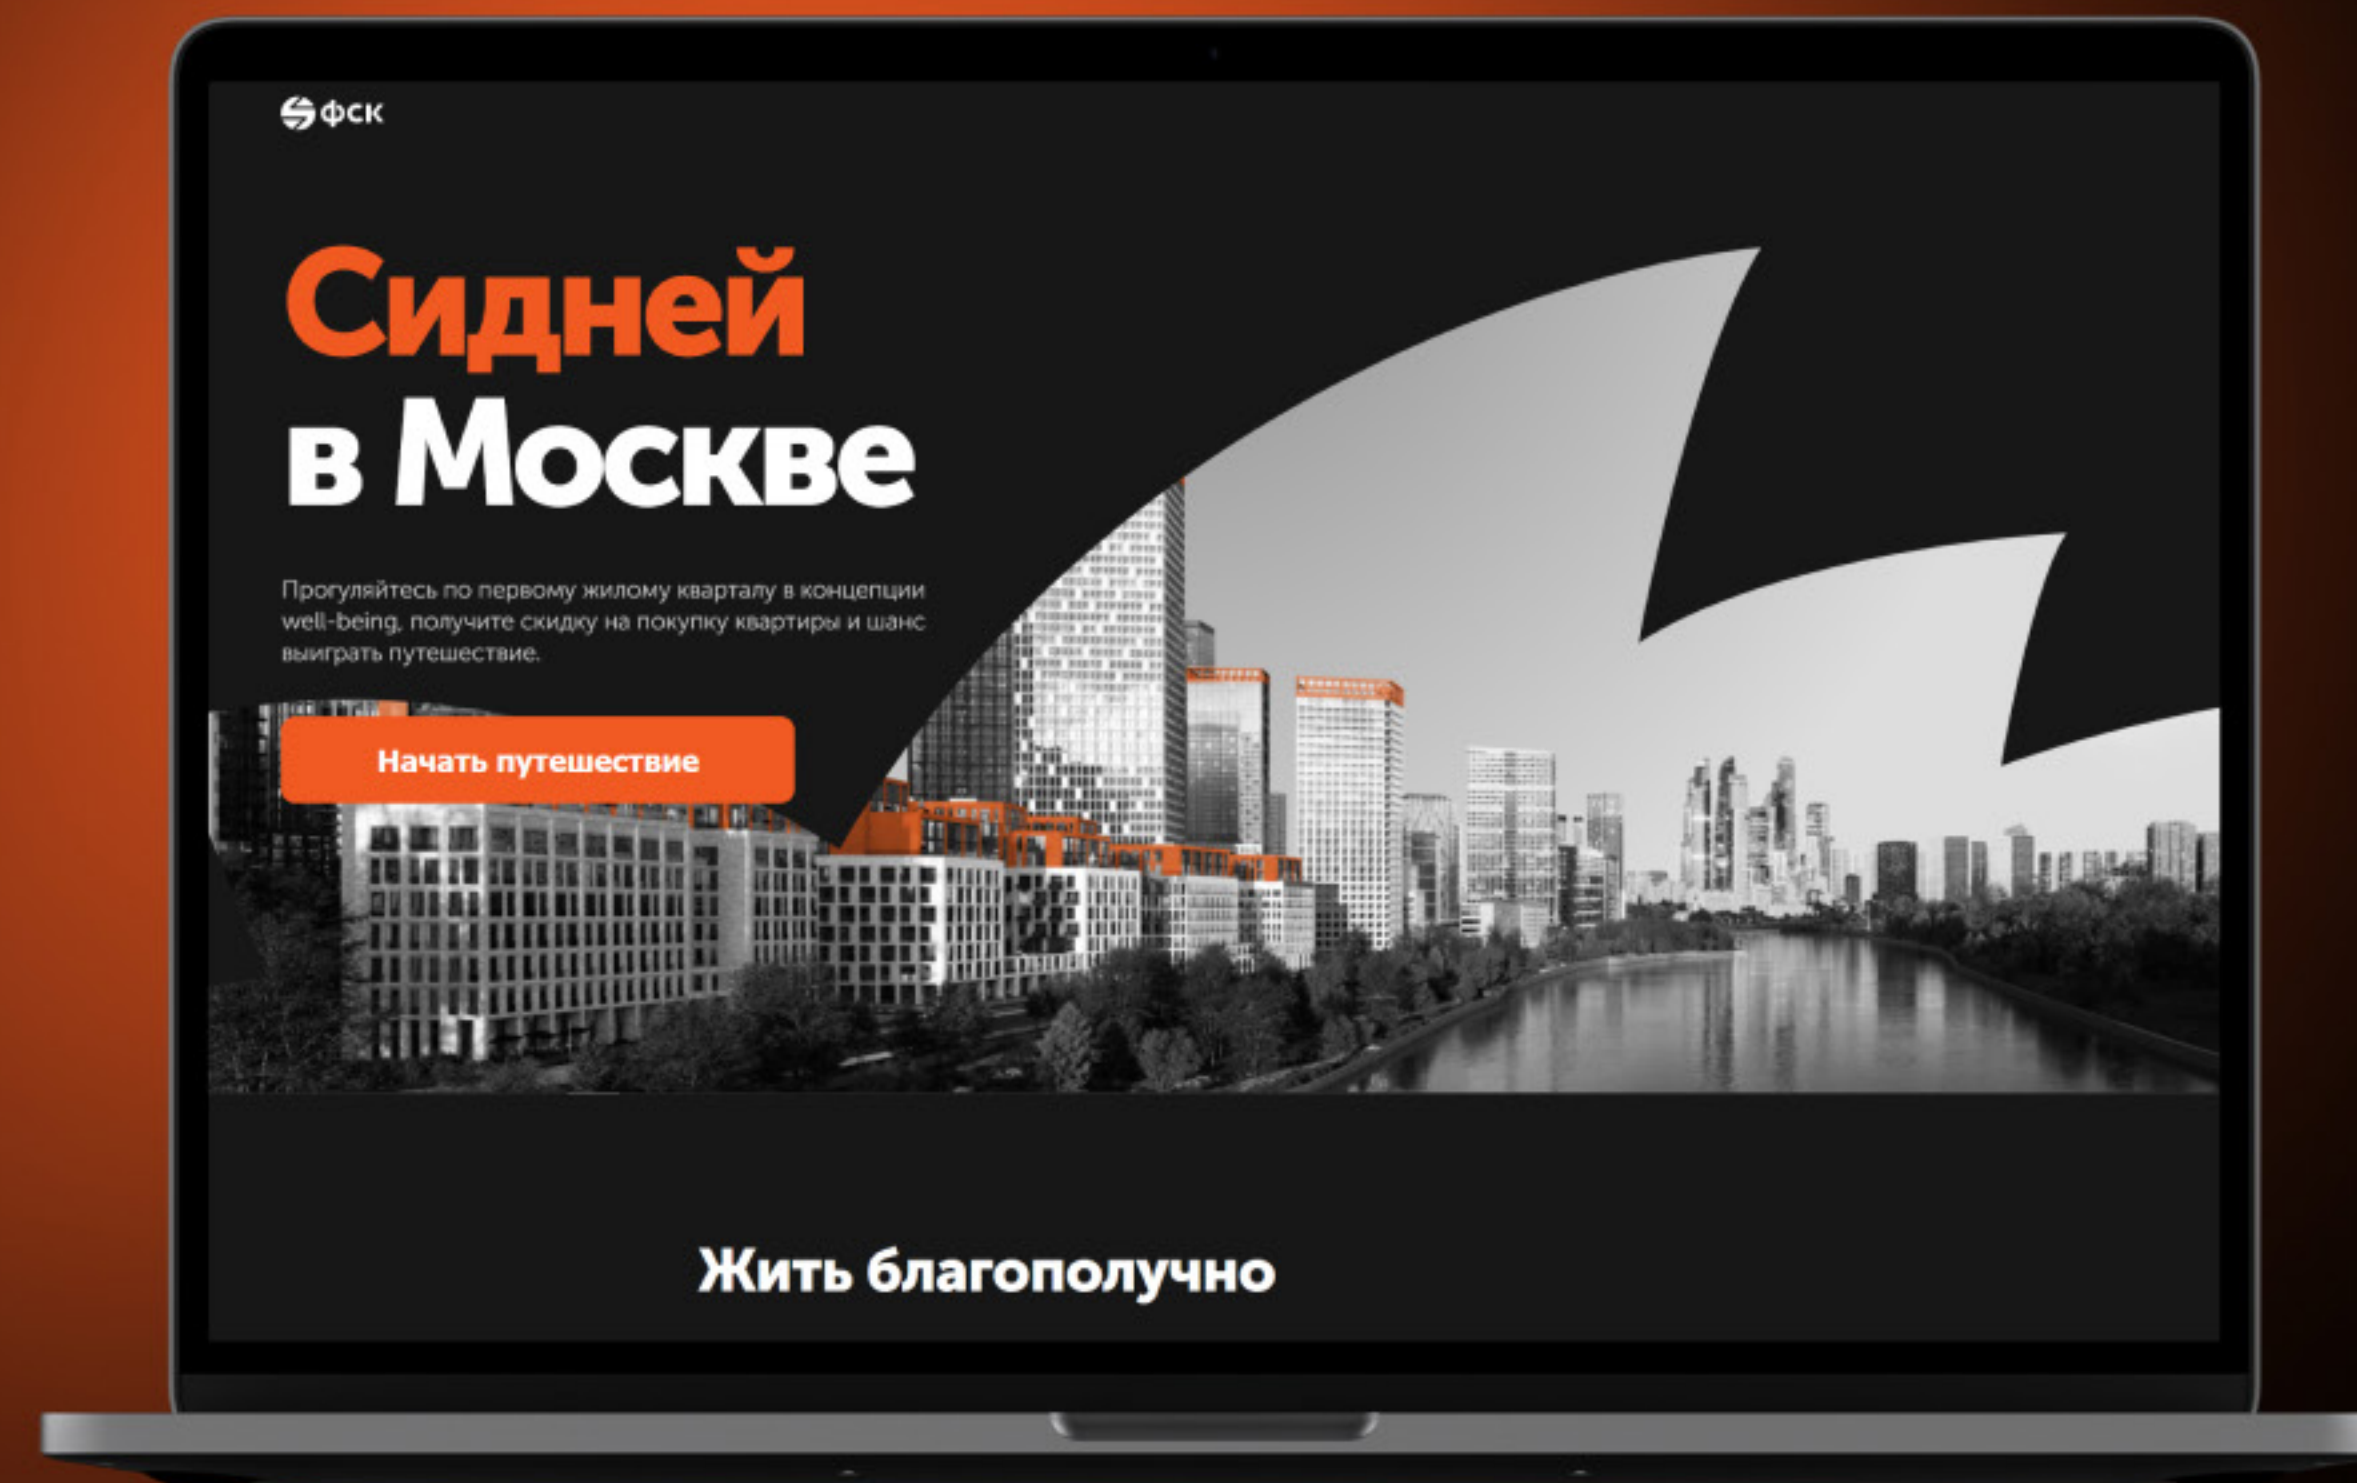 ФСК
Сидней
в Москве
Прогуляйтесь по первому жилому кварталу в концепции
well-being, получите скидку на покупку квартиры и шанс
выиграть путешествие.
Начать путешествие
Жить благополучно